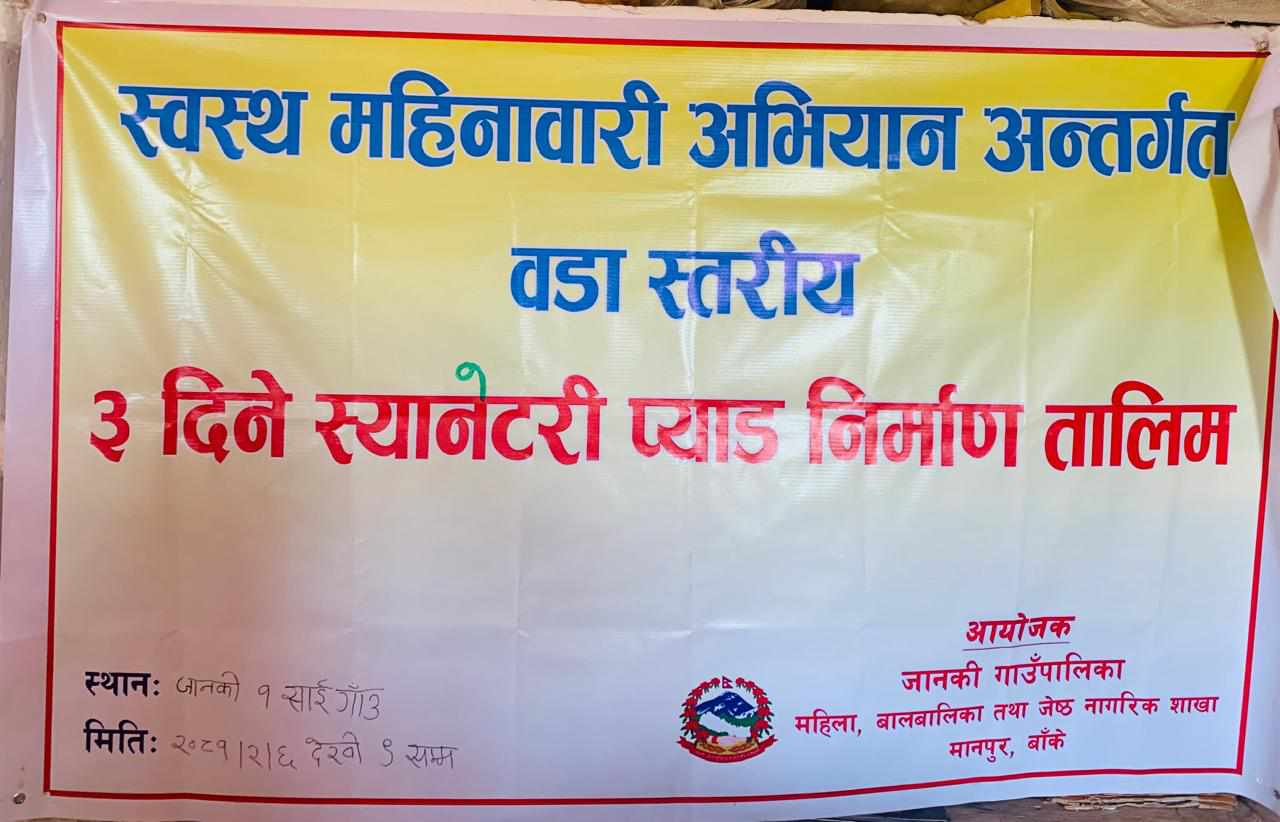 स्वस्थ महिनावारी अभियान अन्तर्गत
वडा स्तरीय
३ दिने स्यानेटरी प्याड निर्माण तालिम
स्थान: जानकी १ साईगाँउ
मिति: २०८१।२।६ देखी ९ सम्म
आयोजक
जानकी गाउँपालिका
महिला, बालबालिका तथा जेष्ठ नागरिक शाखा
मानपुर, बाँके